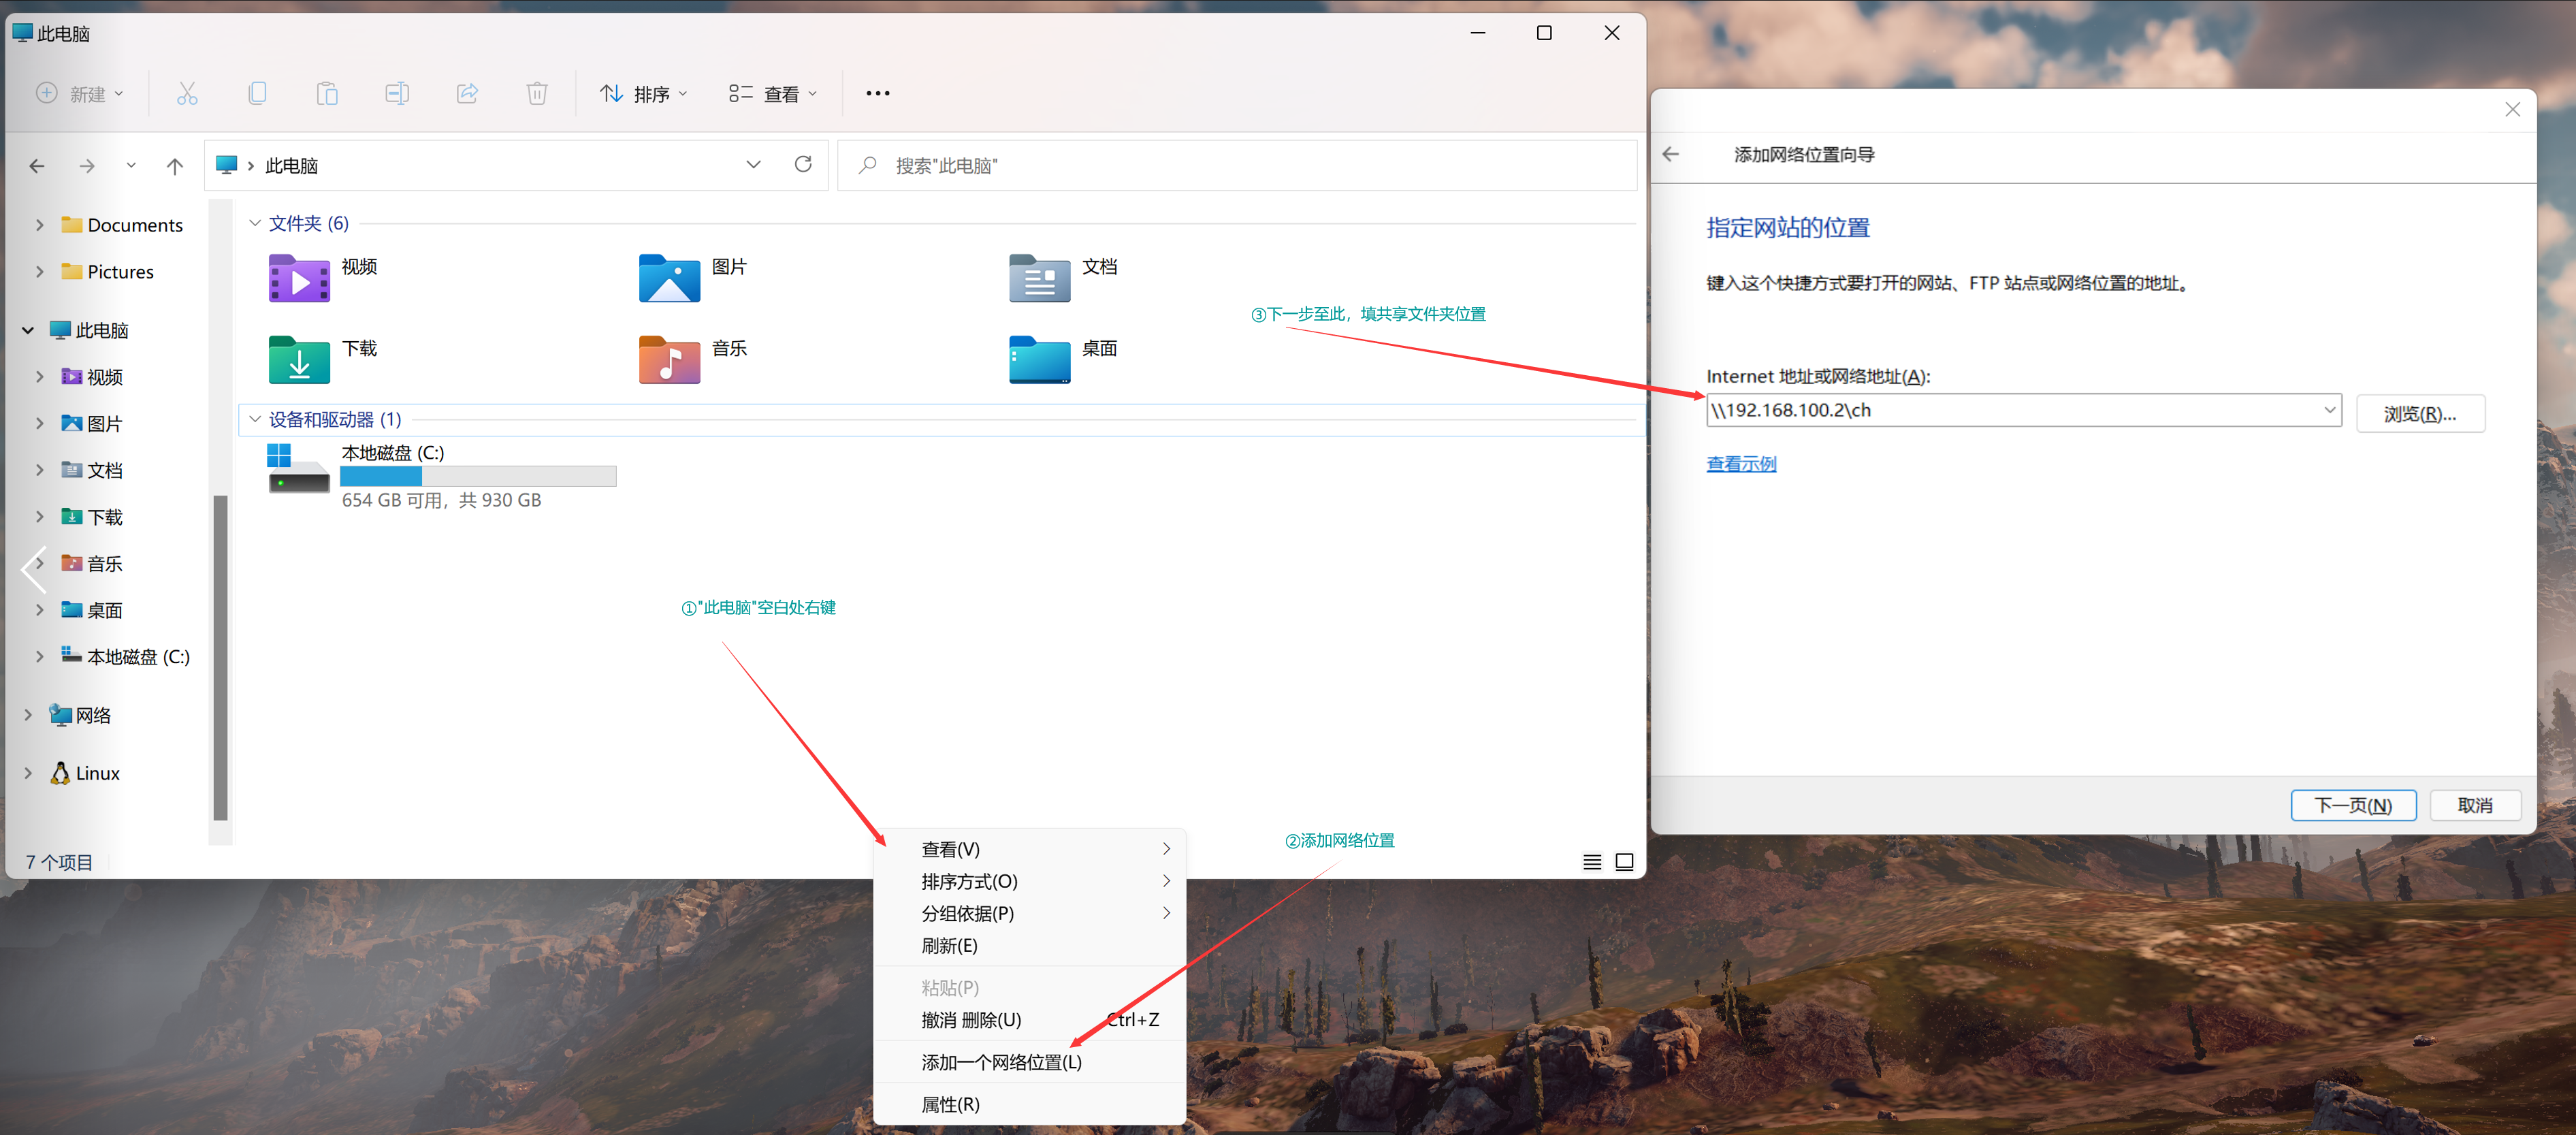 此电脑
新建
排序
查看
此电脑
搜索"此电脑"
Documents
Pictures
此电脑
视频
图片
文档
下载
音乐
桌面
本地磁盘 (C:)
网络
Linux
7 个项目
文件夹 (6)
视频
图片
文档
下载
音乐
桌面
设备和驱动器 (1)
本地磁盘 (C:)
654 GB 可用，共 930 GB
①"此电脑"空白处右键
②添加网络位置
③下一步至此，填共享文件夹位置
查看(V)
排序方式(O)
分组依据(P)
刷新(E)
粘贴(P)
撤消 删除(U) Ctrl+Z
添加一个网络位置(L)
属性(R)
添加网络位置向导
指定网站的位置
键入这个快捷方式要打开的网站、FTP 站点或网络位置的地址。
Internet 地址或网络地址(A):
\\192.168.100.2\ch
浏览(R)...
查看示例
下一页(N)
取消